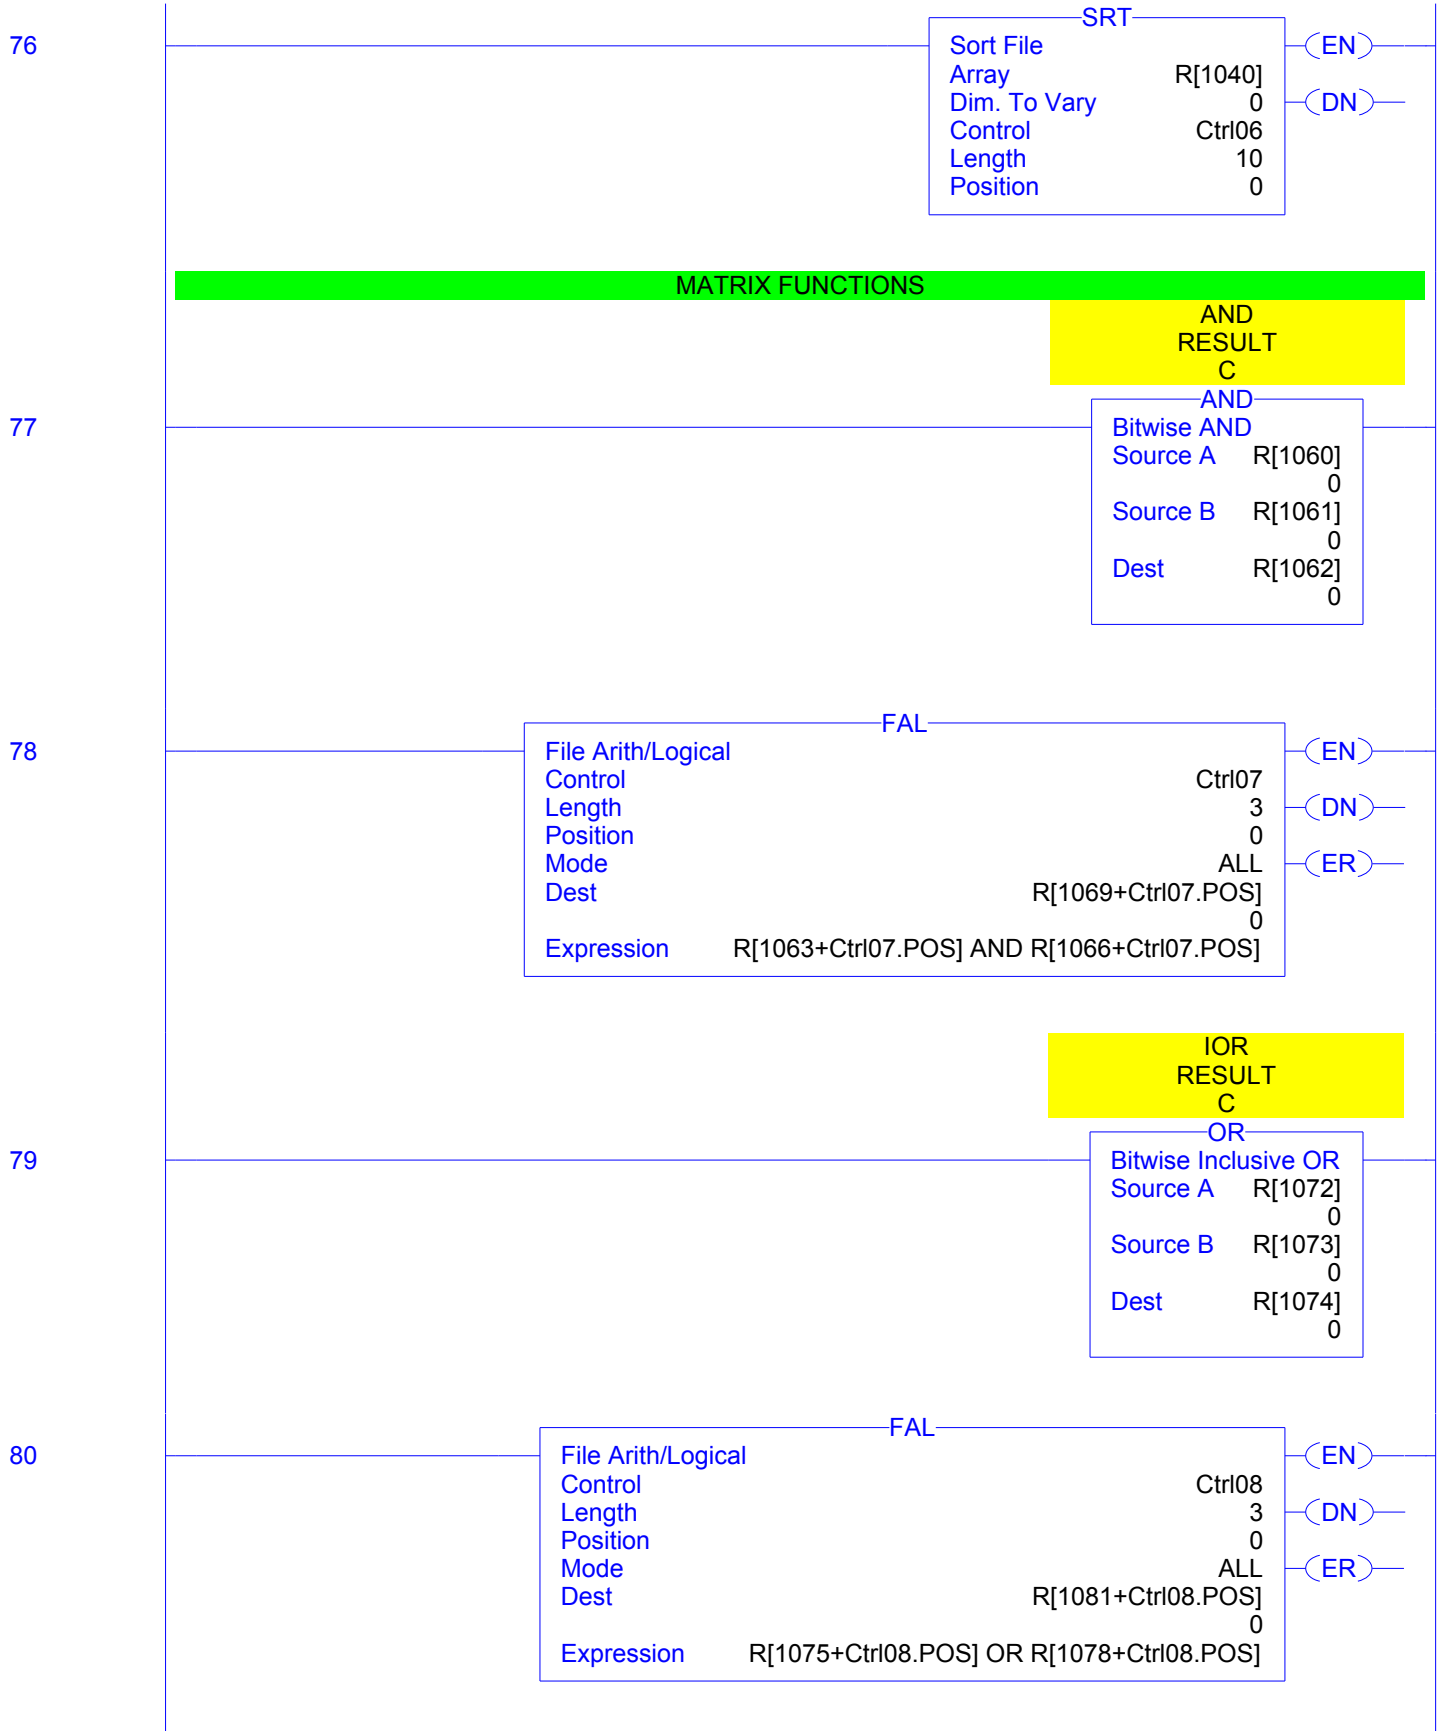 SRT
76
Sort File
EN
Array R[1040]
Dim. To Vary 0
DN
Control Ctrl06
Length 10
Position 0
MATRIX FUNCTIONS
AND
RESULT
C
AND
77
Bitwise AND
Source A R[1060]
0
Source B R[1061]
0
Dest R[1062]
0
FAL
78
File Arith/Logical
EN
Control Ctrl07
Length 3
DN
Position 0
Mode ALL
ER
Dest R[1069+Ctrl07.POS]
0
Expression R[1063+Ctrl07.POS] AND R[1066+Ctrl07.POS]
IOR
RESULT
C
OR
79
Bitwise Inclusive OR
Source A R[1072]
0
Source B R[1073]
0
Dest R[1074]
0
FAL
80
File Arith/Logical
EN
Control Ctrl08
Length 3
DN
Position 0
Mode ALL
ER
Dest R[1081+Ctrl08.POS]
0
Expression R[1075+Ctrl08.POS] OR R[1078+Ctrl08.POS]